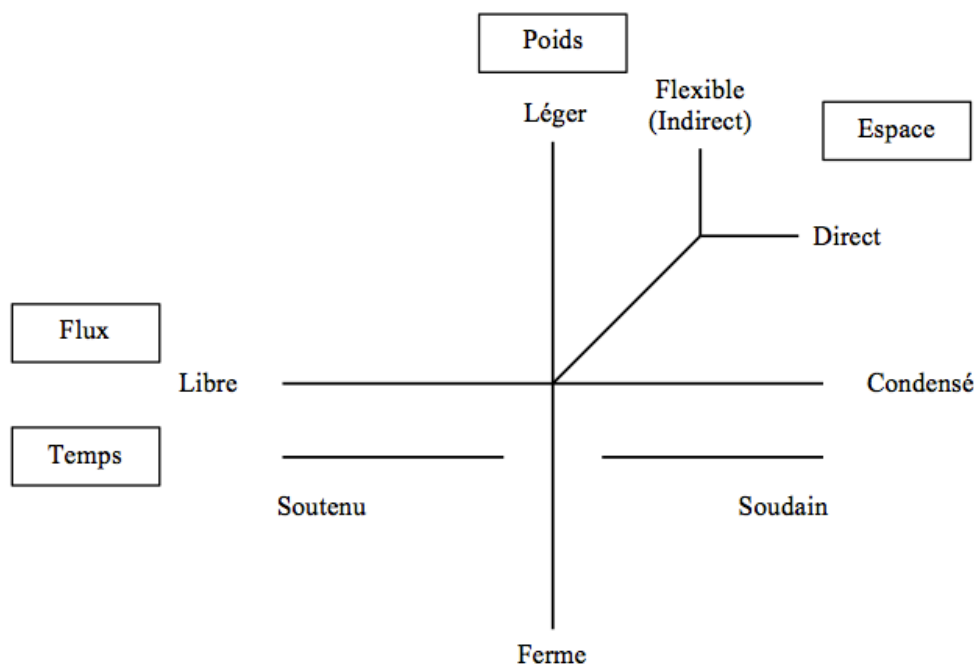 Poids
Flexible
(Indirect)
Léger
Espace
Direct
Flux
Libre
Condensé
Temps
Soutenu
Soudain
Ferme